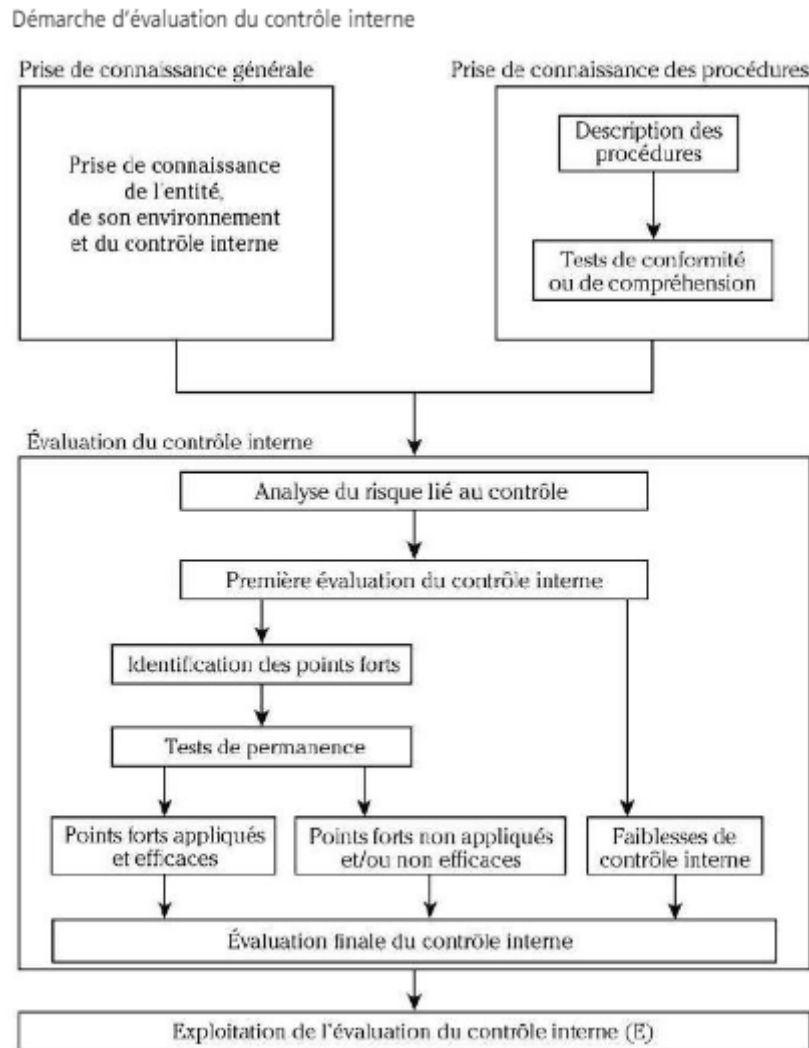 Démarche d'évaluation du contrôle interne
Prise de connaissance générale
Prise de connaissance des procédures
Prise de connaissance
de l'entité,
de son environnement
et du contrôle interne
Description des
procédures
Tests de conformité
ou de compréhension
Évaluation du contrôle interne
Analyse du risque lié au contrôle
Première évaluation du contrôle interne
Identification des points forts
Tests de permanence
Points forts appliqués
et efficaces
Points forts non appliqués
et/ou non efficaces
Faiblesses de
contrôle interne
Évaluation finale du contrôle interne
Exploitation de l'évaluation du contrôle interne (E)